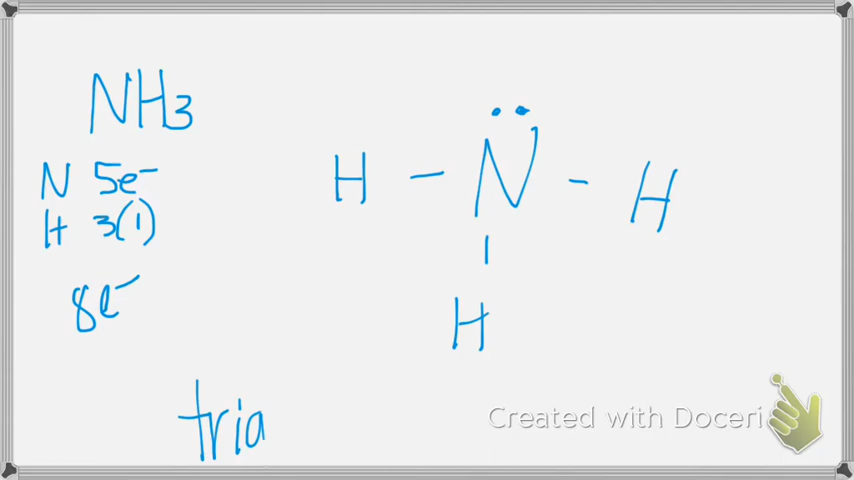 NH3
N 5e-
H 3(1)
8e-
..
H - N - H
|
H
tria
Created with Doceri